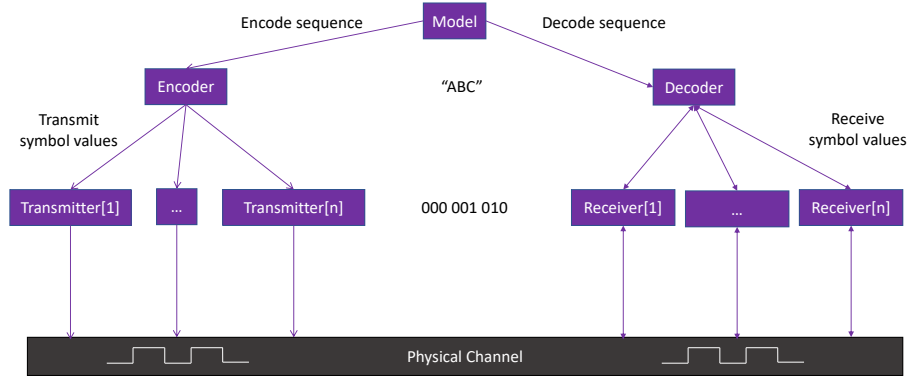 Model
Encode sequence
Decode sequence
Encoder
"ABC"
Decoder
Transmit
symbol values
Receive
symbol values
Transmitter[1]
...
Transmitter[n]
000 001 010
Receiver[1]
...
Receiver[n]
Physical Channel